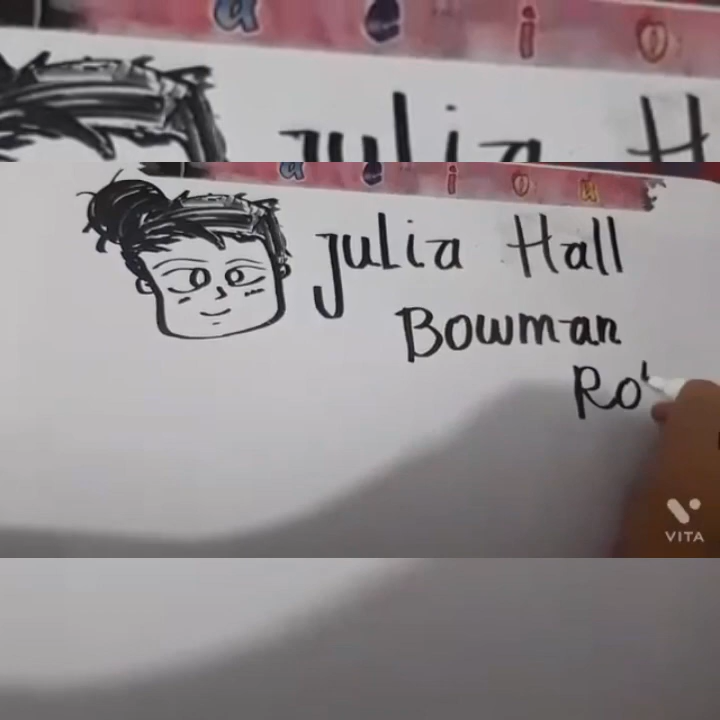 a e i o
Julia H
a e i o u
Julia Hall
Bowman
Ro
VITA